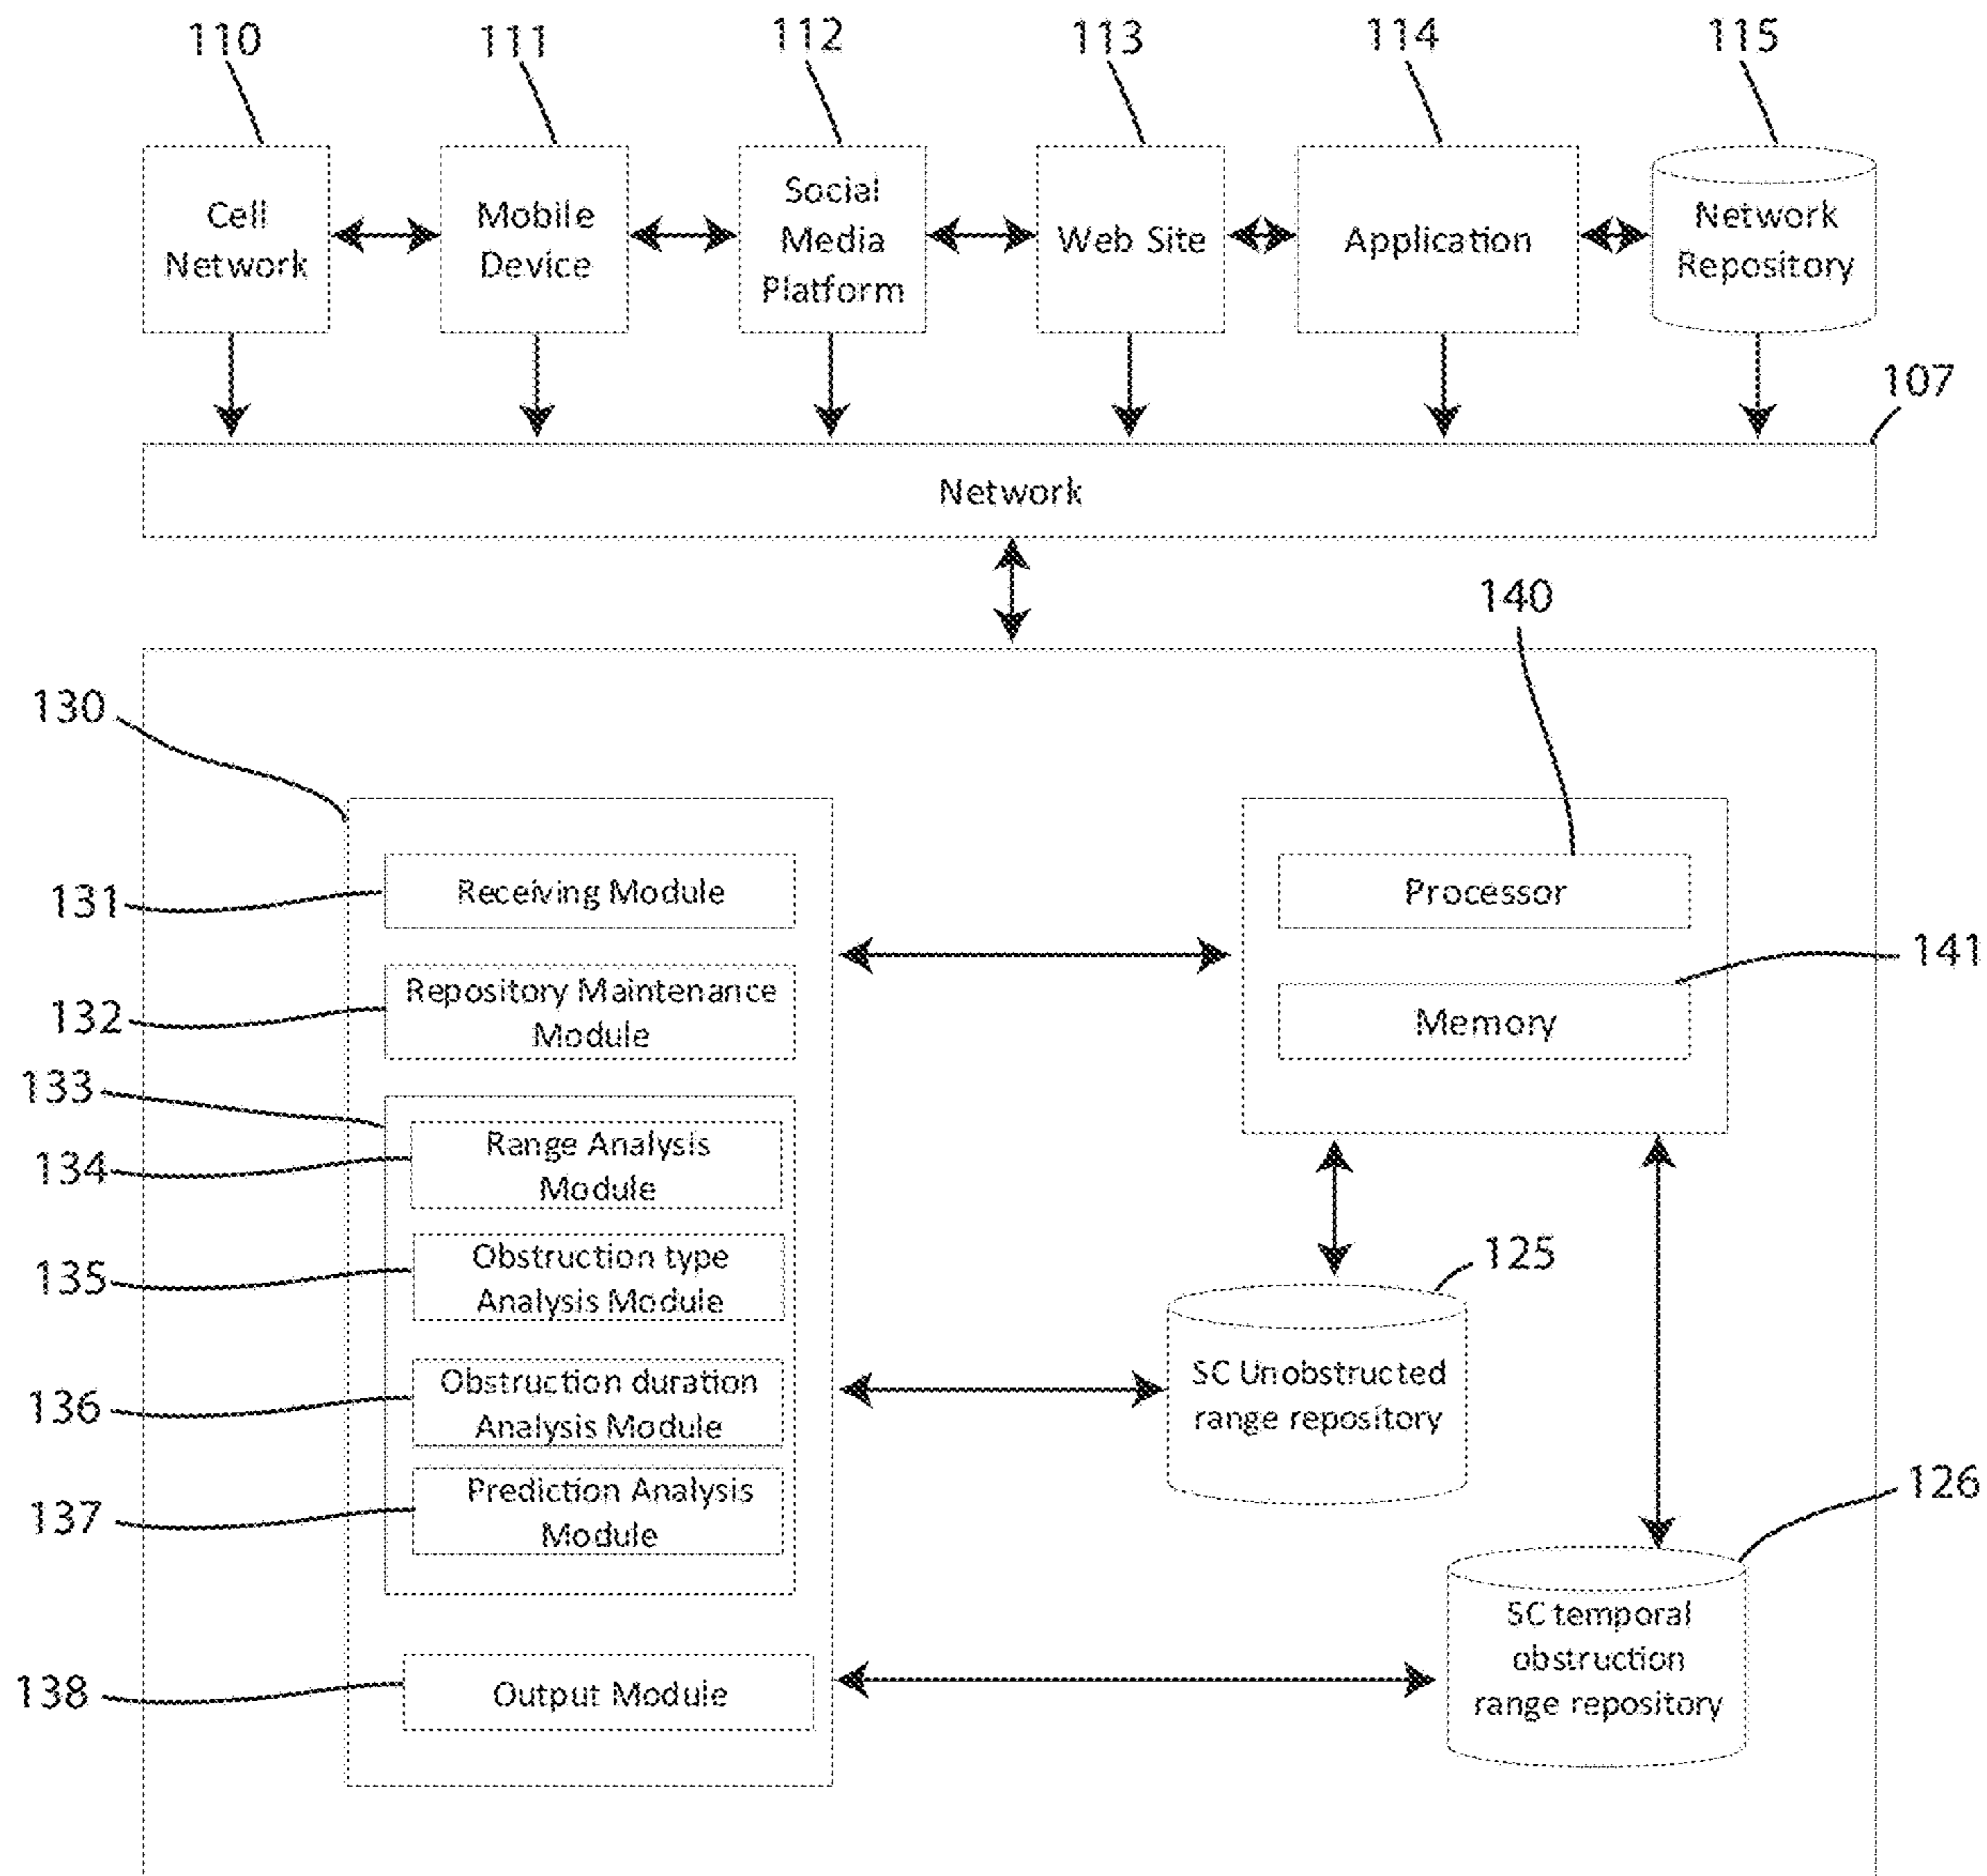 110
111
112
113
114
115
Cell
Network
Mobile
Device
Social
Media
Platform
Web Site
Application
Network
Repository
107
Network
140
130
131
Receiving Module
Processor
141
132
Repository Maintenance
Module
Memory
133
134
Range Analysis
Module
135
Obstruction type
Analysis Module
125
136
Obstruction duration
Analysis Module
SC Unobstructed
range repository
137
Prediction Analysis
Module
126
138
Output Module
SC temporal
obstruction
range repository